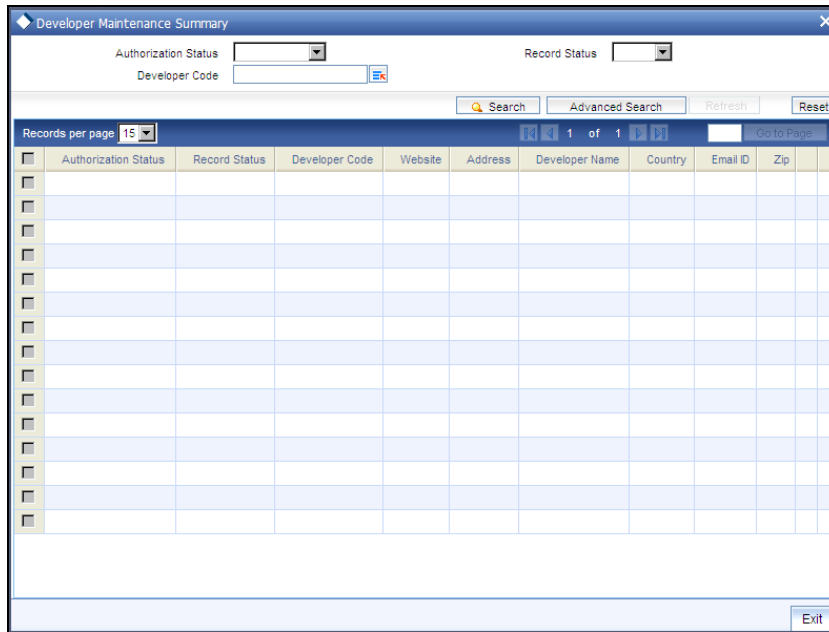 Developer Maintenance Summary
Authorization Status Record Status
Developer Code
Search Advanced Search Refresh Reset
Records per page 15 1 of 1 Go to Page
Authorization Status Record Status Developer Code Website Address Developer Name Country Email ID Zip
Exit